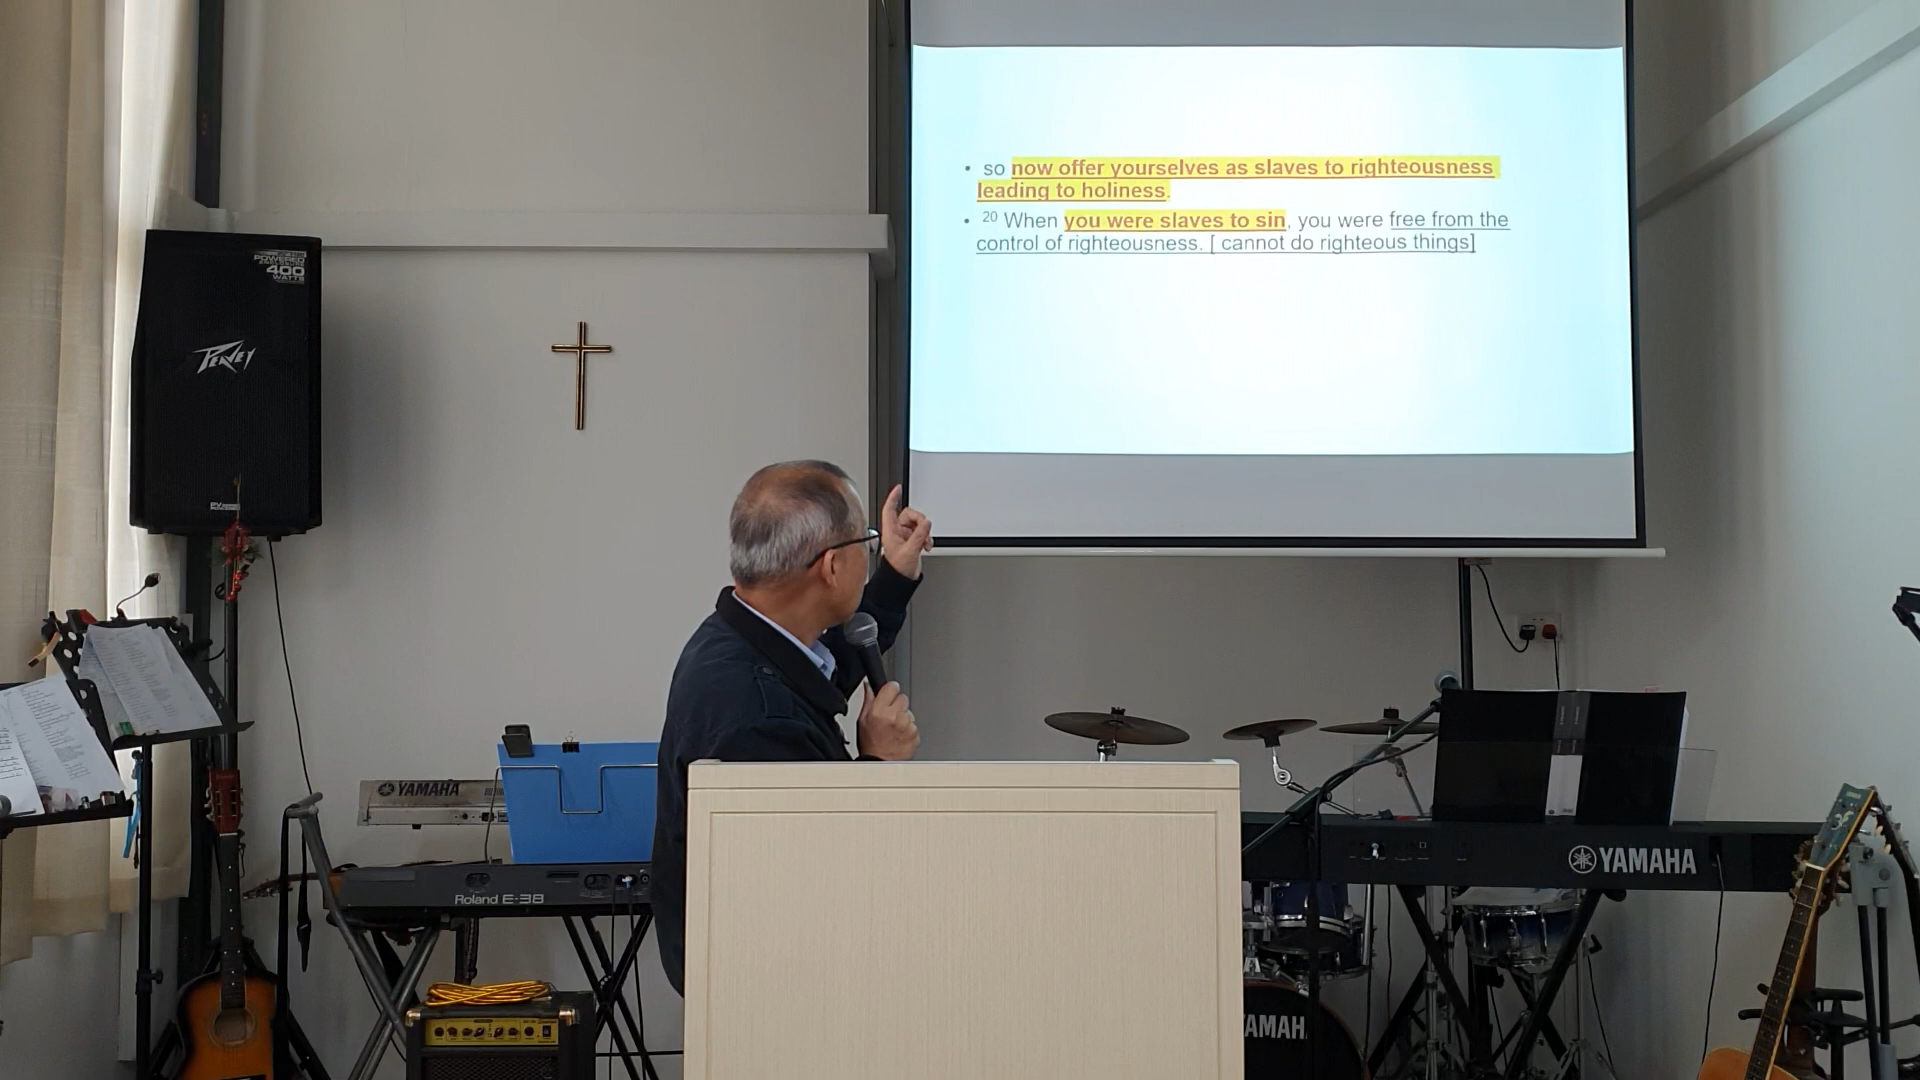 • so now offer yourselves as slaves to righteousness
leading to holiness.
• 20 When you were slaves to sin, you were free from the
control of righteousness. [ cannot do righteous things]
POWERED
ENCLOSURE
400
WATTS
PEAVEY
YAMAHA
Roland E-38
YAMAHA
YAMAH